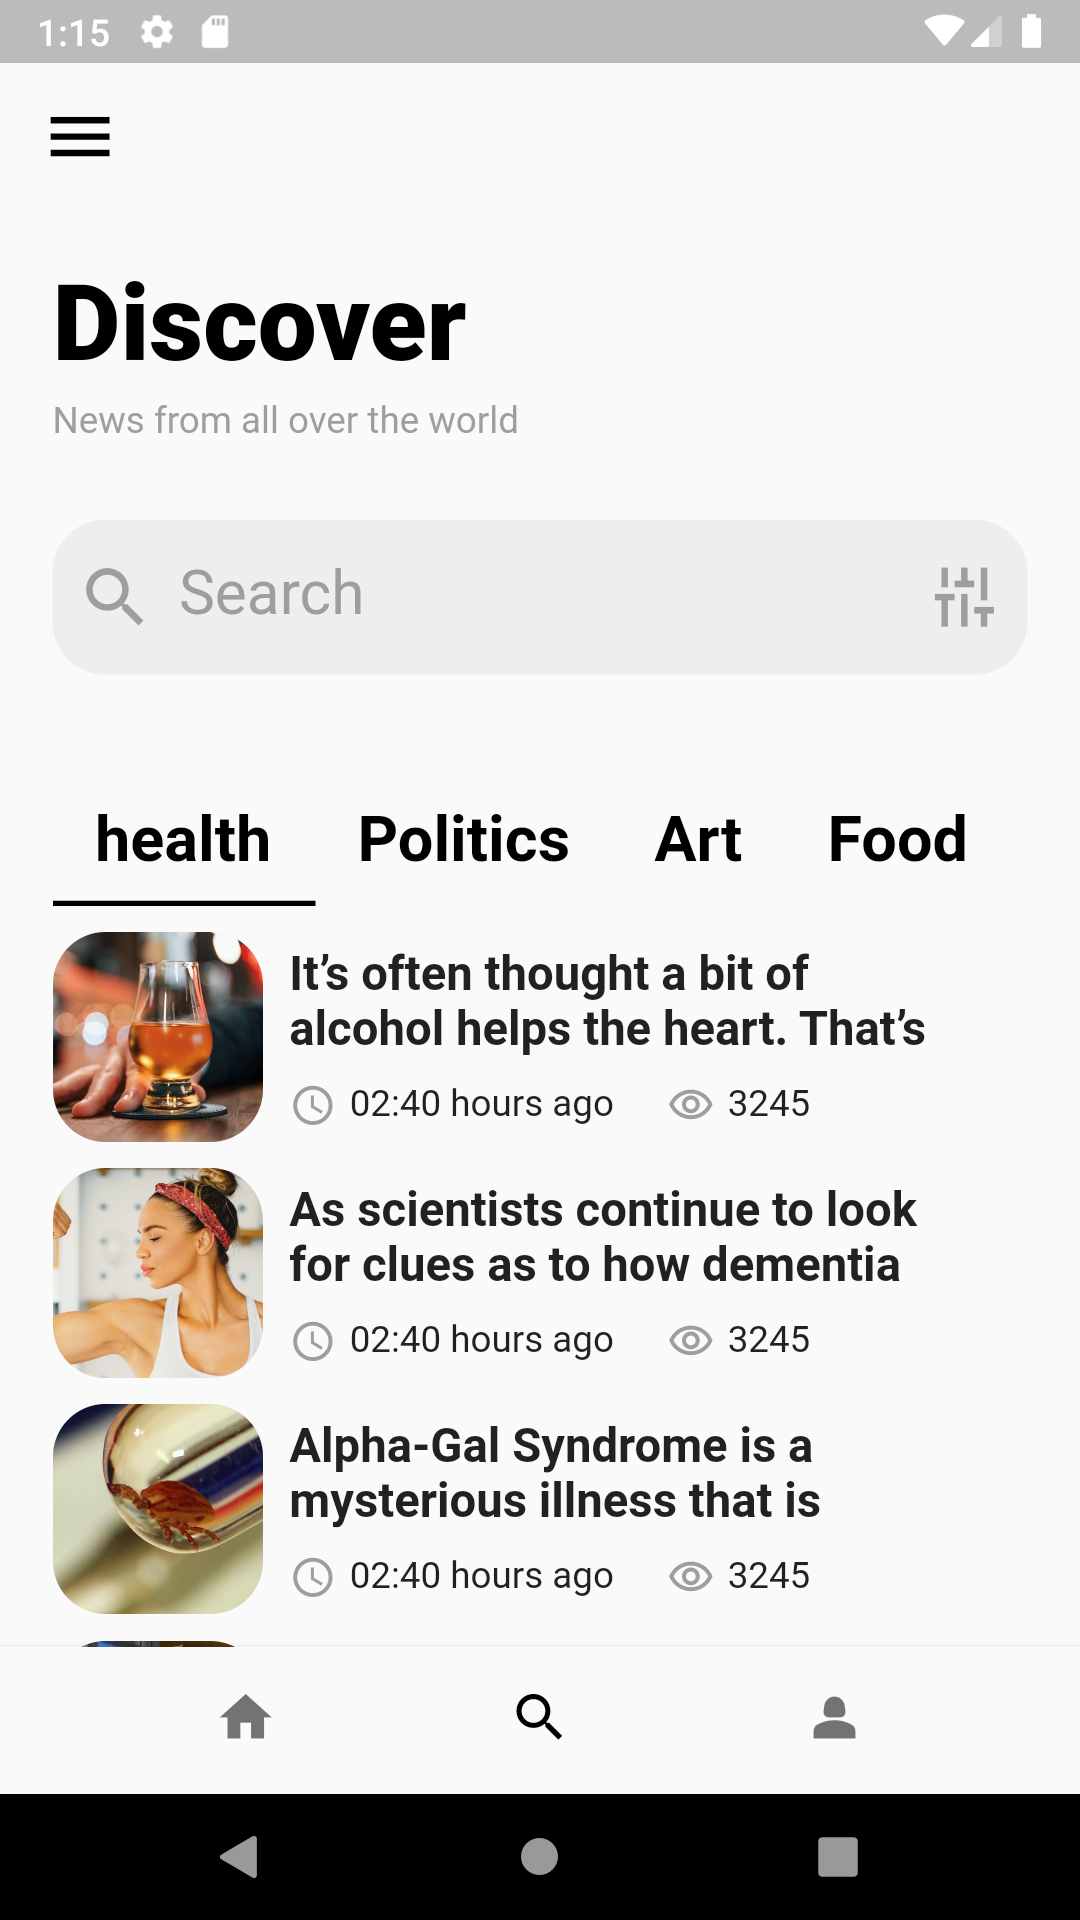 1:15
Discover
News from all over the world
Search
health Politics Art Food
It’s often thought a bit of
alcohol helps the heart. That’s
02:40 hours ago 3245
As scientists continue to look
for clues as to how dementia
02:40 hours ago 3245
Alpha-Gal Syndrome is a
mysterious illness that is
02:40 hours ago 3245